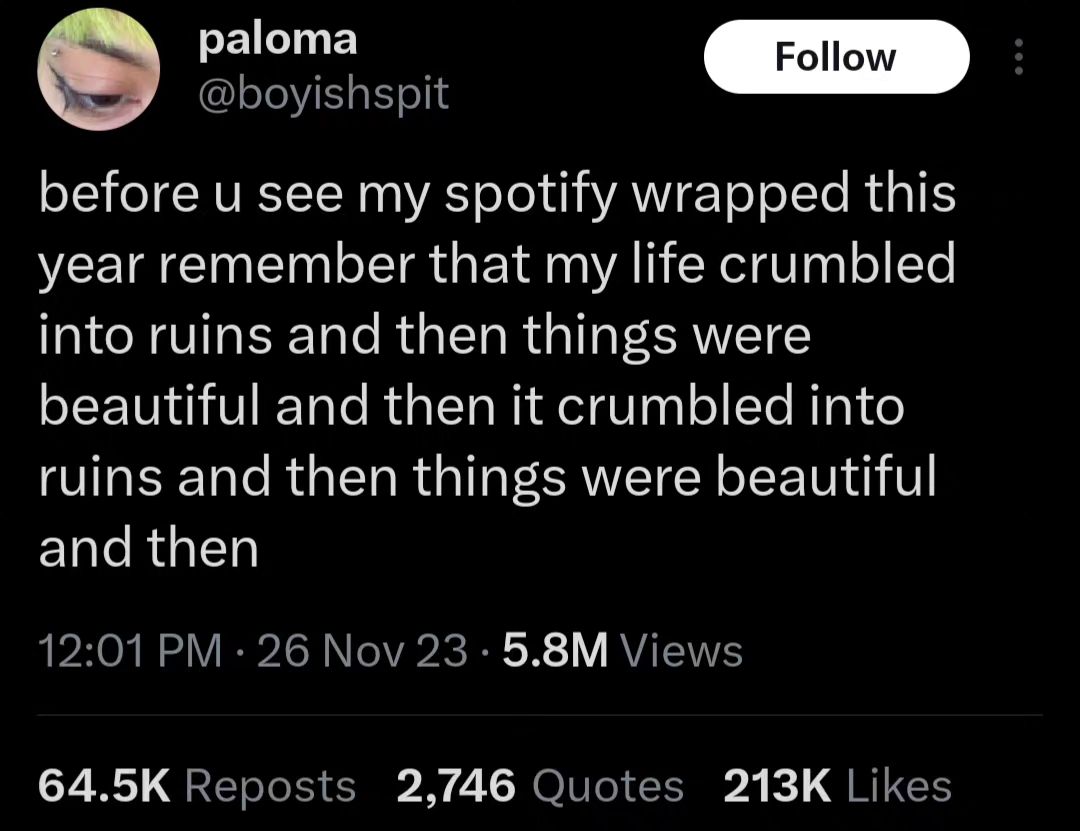 paloma
Follow
@boyishspit
before u see my spotify wrapped this
year remember that my life crumbled
into ruins and then things were
beautiful and then it crumbled into
ruins and then things were beautiful
and then
12:01 PM · 26 Nov 23 · 5.8M Views
64.5K Reposts 2,746 Quotes 213K Likes